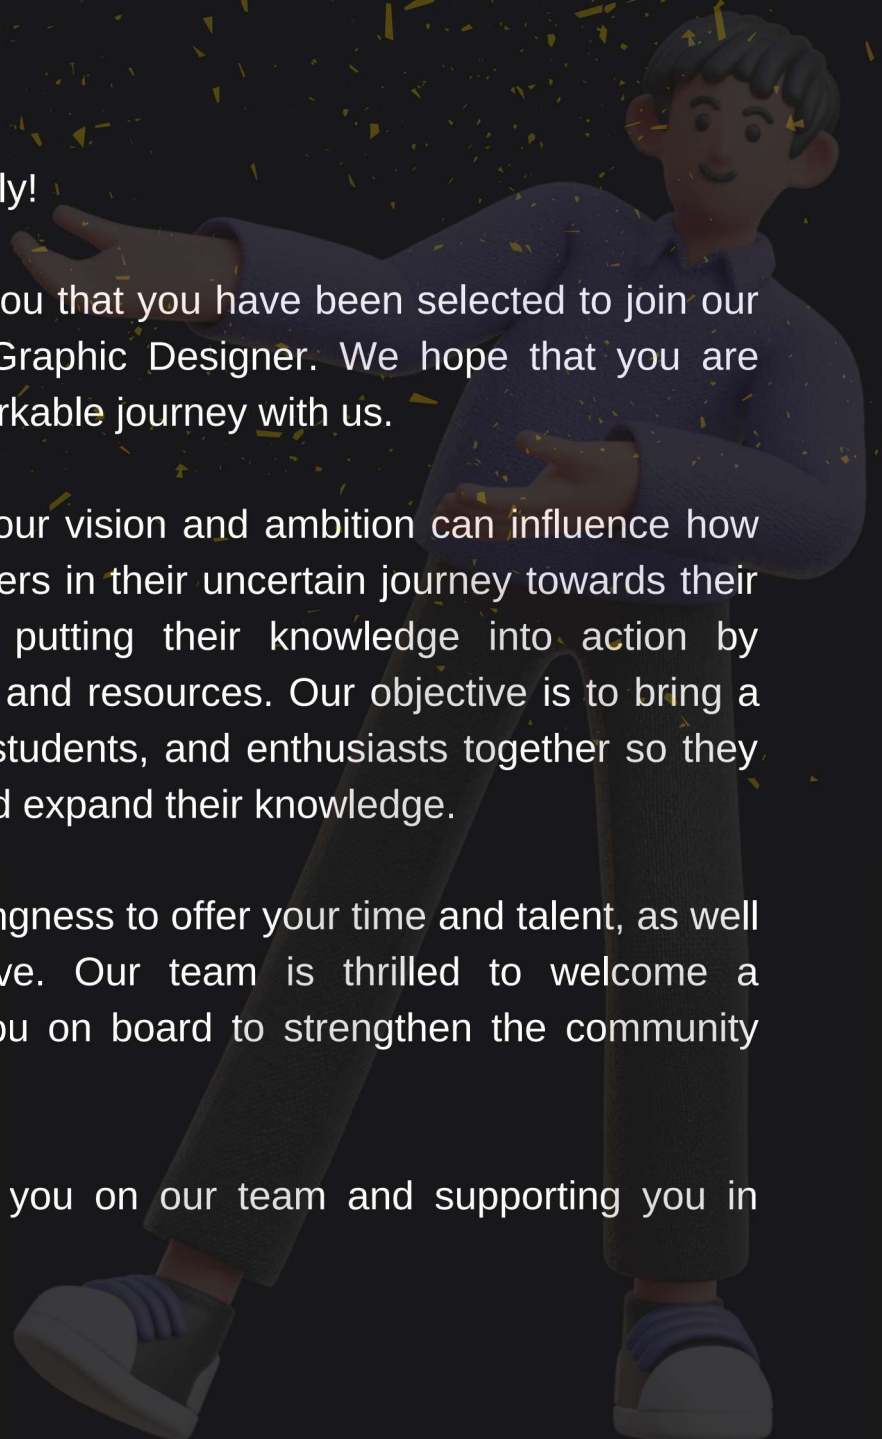 ly!
ou that you have been selected to join our
Graphic Designer. We hope that you are
rkable journey with us.
our vision and ambition can influence how
ers in their uncertain journey towards their
putting their knowledge into action by
and resources. Our objective is to bring a
students, and enthusiasts together so they
d expand their knowledge.
ngness to offer your time and talent, as well
ve. Our team is thrilled to welcome a
ou on board to strengthen the community
you on our team and supporting you in